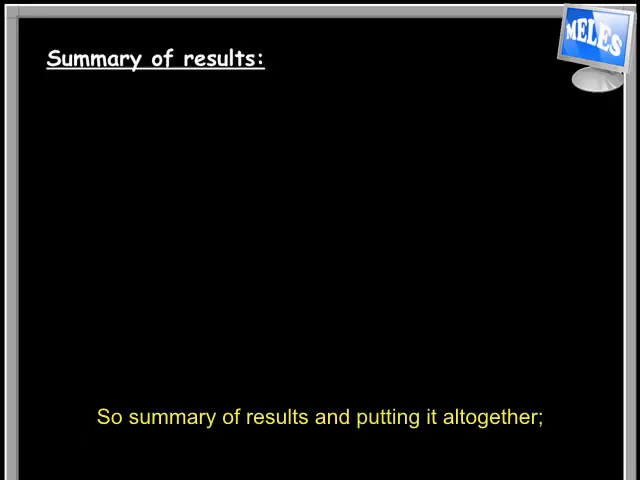 MELES
Summary of results:
So summary of results and putting it altogether;